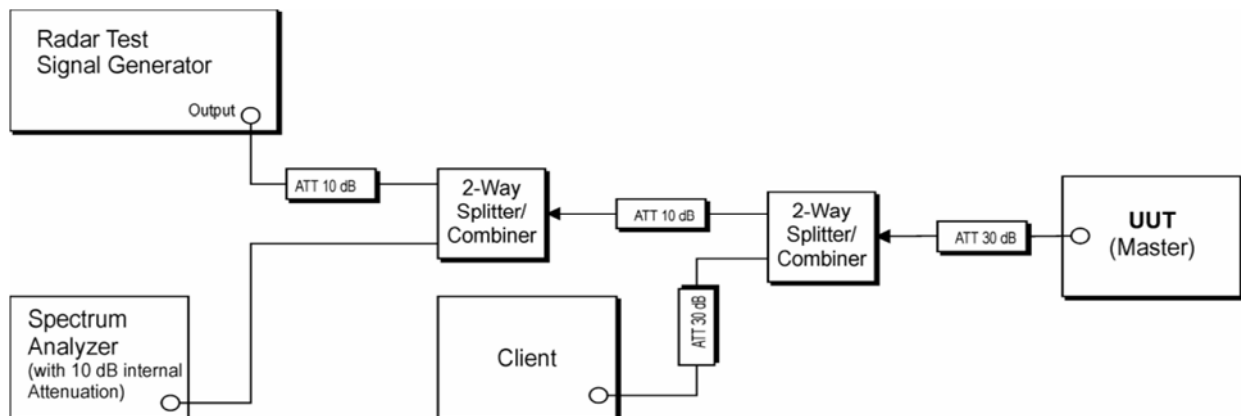 Radar Test
Signal Generator
Output
ATT 10 dB
2-Way
Splitter/
Combiner
ATT 10 dB
2-Way
Splitter/
Combiner
ATT 30 dB
UUT
(Master)
Spectrum
Analyzer
(with 10 dB internal
Attenuation)
Client
ATT 30 dB